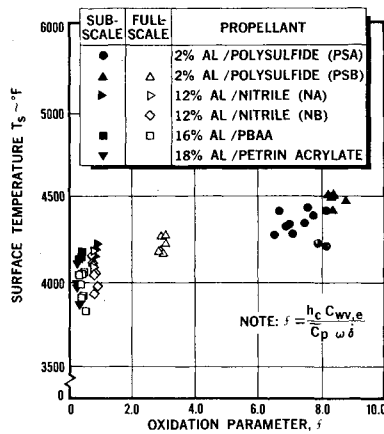 SUB-SCALE FULL-SCALE PROPELLANT
● 2% AL/POLYSULFIDE (PSA)
▲ △ 2% AL/POLYSULFIDE (PSB)
▶ ▷ 12% AL/NITRILE (NA)
◇ 12% AL/NITRILE (NB)
■ □ 16% AL/PBAA
▼ 18% AL/PETRIN ACRYLATE
6000
5000
4500
4000
3500
0
SURFACE TEMPERATURE Ts ~°F
NOTE: f = hc Cwv,e / C̄p ω δ̇
0 2.0 4.0 6.0 8.0 10.0
OXIDATION PARAMETER, f